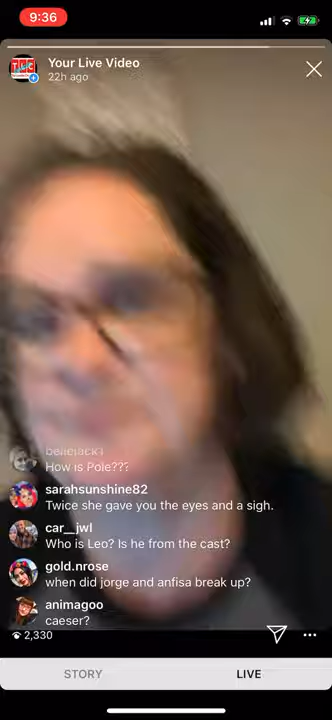 9:36
Your Live Video
22h ago
TLC
How is Pole???
sarahsunshine82
Twice she gave you the eyes and a sigh.
car__jwl
Who is Leo? Is he from the cast?
gold.nrose
when did jorge and anfisa break up?
animagoo
caeser?
2,330
STORY
LIVE